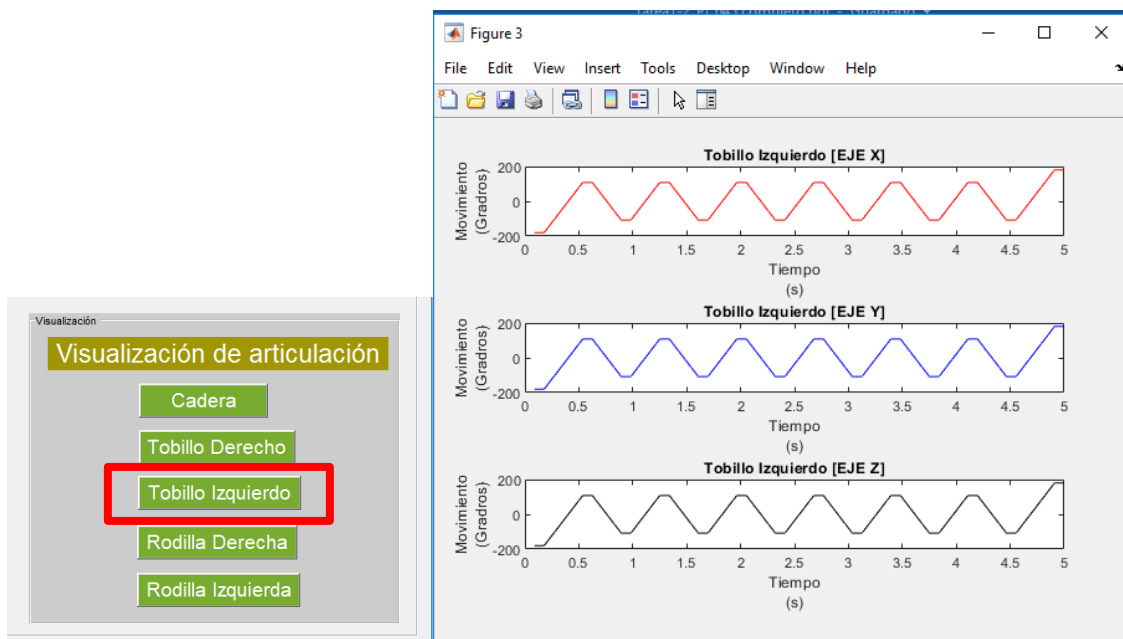 Visualización
Visualización de articulación
Cadera
Tobillo Derecho
Tobillo Izquierdo
Rodilla Derecha
Rodilla Izquierda
Figure 3
File Edit View Insert Tools Desktop Window Help
Tobillo Izquierdo [EJE X]
Movimiento
(Gradros)
200
0
-200
0 0.5 1 1.5 2 2.5 3 3.5 4 4.5 5
Tiempo
(s)
Tobillo Izquierdo [EJE Y]
Movimiento
(Gradros)
200
0
-200
0 0.5 1 1.5 2 2.5 3 3.5 4 4.5 5
Tiempo
(s)
Tobillo Izquierdo [EJE Z]
Movimiento
(Gradros)
200
0
-200
0 0.5 1 1.5 2 2.5 3 3.5 4 4.5 5
Tiempo
(s)